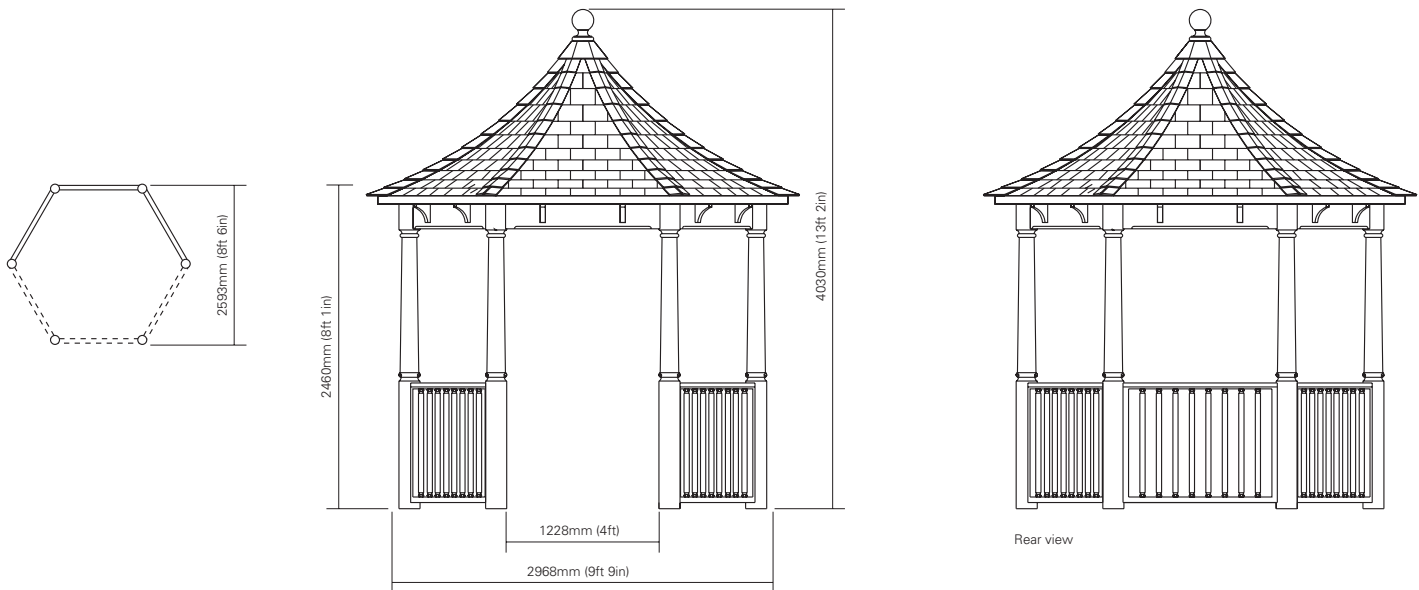 2593mm (8ft 6in)
2460mm (8ft 1in)
4030mm (13ft 2in)
1228mm (4ft)
2968mm (9ft 9in)
Rear view